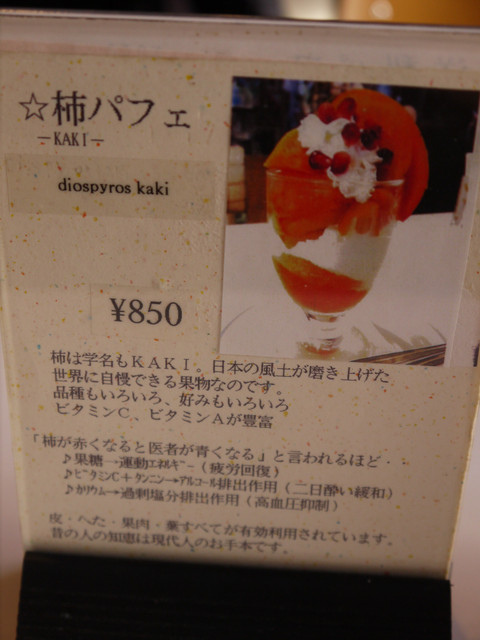 ☆柿パフェ
－KAKI－
diospyros kaki
¥850
柿は学名もＫＡＫＩ。日本の風土が磨き上げた
世界に自慢できる果物なのです。
品種もいろいろ、好みもいろいろ
ビタミンＣ、ビタミンＡが豊富
「柿が赤くなると医者が青くなる」と言われるほど・
♪果糖→運動ｴﾈﾙｷﾞｰ（疲労回復）
♪ﾋﾞﾀﾐﾝC＋ﾀﾝﾆﾝ→ｱﾙｺｰﾙ排出作用（二日酔い緩和）
♪ｶﾘｳﾑ→過剰塩分排出作用（高血圧抑制）
皮・へた・果肉・葉すべてが有効利用されています。
昔の人の知恵は現代人のお手本です。